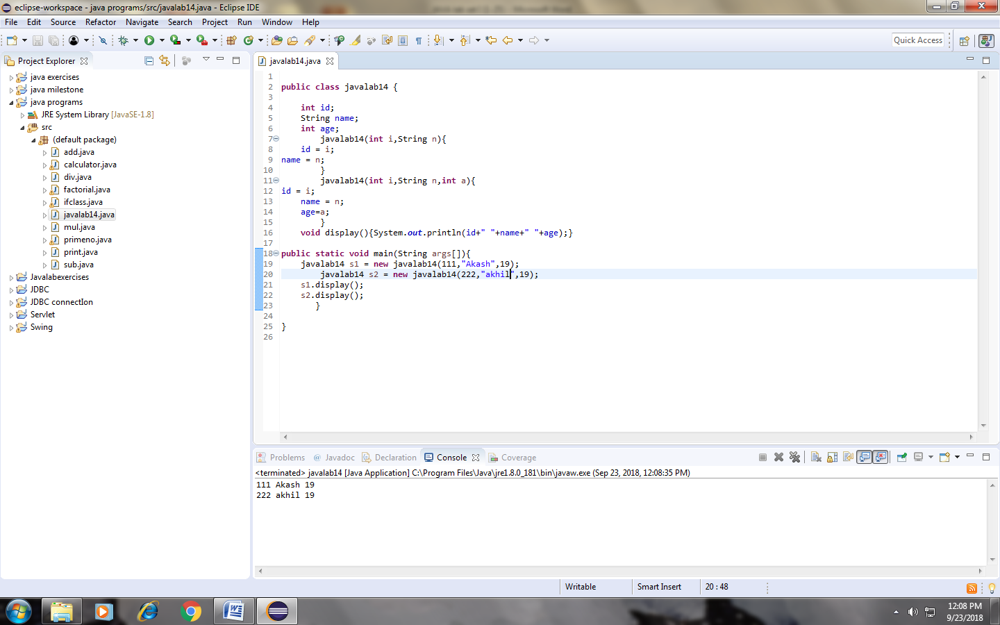 eclipse-workspace - java programs/src/javalab14.java - Eclipse IDE
File Edit Source Refactor Navigate Search Project Run Window Help
Quick Access
Project Explorer
java exercises
java milestone
java programs
JRE System Library [JavaSE-1.8]
src
(default package)
add.java
calculator.java
div.java
factorial.java
ifclass.java
javalab14.java
mul.java
primeno.java
print.java
sub.java
Javalabexercises
JDBC
JDBC connectIon
Servlet
Swing
javalab14.java
1
2 public class javalab14 {
3
4 int id;
5 String name;
6 int age;
7 javalab14(int i,String n){
8 id = i;
9 name = n;
10 }
11 javalab14(int i,String n,int a){
12 id = i;
13 name = n;
14 age=a;
15 }
16 void display(){System.out.println(id+" "+name+" "+age);}
17
18 public static void main(String args[]){
19 javalab14 s1 = new javalab14(111,"Akash",19);
20 javalab14 s2 = new javalab14(222,"akhil",19);
21 s1.display();
22 s2.display();
23 }
24
25 }
26
Problems @ Javadoc Declaration Console Coverage
<terminated> javalab14 [Java Application] C:\Program Files\Java\jre1.8.0_181\bin\javaw.exe (Sep 23, 2018, 12:08:35 PM)
111 Akash 19
222 akhil 19
Writable Smart Insert 20 : 48
12:08 PM
9/23/2018